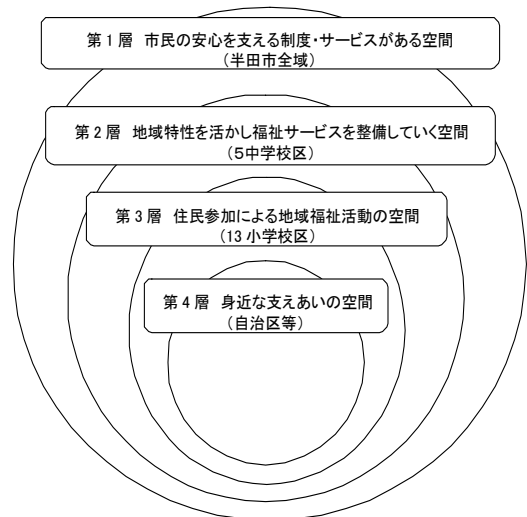 第1層 市民の安心を支える制度・サービスがある空間
（半田市全域）
第2層 地域特性を活かし福祉サービスを整備していく空間
（5中学校区）
第3層 住民参加による地域福祉活動の空間
（13小学校区）
第4層 身近な支えあいの空間
（自治区等）